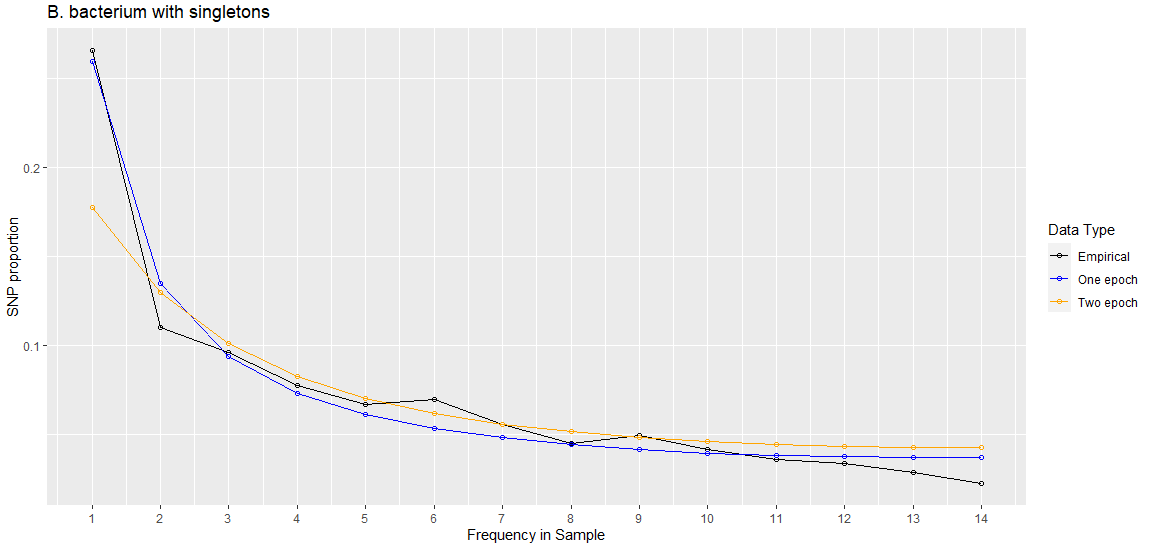 B. bacterium with singletons
SNP proportion
0.2
0.1
1 2 3 4 5 6 7 8 9 10 11 12 13 14
Frequency in Sample
Data Type
Empirical
One epoch
Two epoch